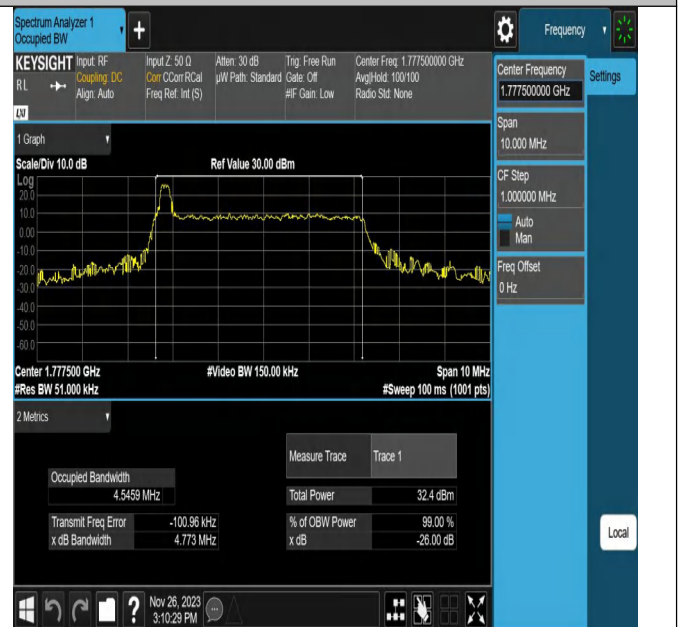 Spectrum Analyzer 1
Occupied BW
+
Frequency
KEYSIGHT
RL
LXI
Input: RF
Coupling: DC
Align: Auto
Input Z: 50 Ω
Corr CCorr RCal
Freq Ref: Int (S)
Atten: 30 dB
µW Path: Standard
Trig: Free Run
Gate: Off
#IF Gain: Low
Center Freq: 1.777500000 GHz
Avg|Hold: 100/100
Radio Std: None
Center Frequency
1.777500000 GHz
Settings
Span
10.000 MHz
CF Step
1.000000 MHz
Auto
Man
Freq Offset
0 Hz
Local
1 Graph
Scale/Div 10.0 dB
Ref Value 30.00 dBm
Log
20.0
10.0
0.00
-10.0
-20.0
-30.0
-40.0
-50.0
-60.0
Center 1.777500 GHz
#Video BW 150.00 kHz
Span 10 MHz
#Res BW 51.000 kHz
#Sweep 100 ms (1001 pts)
2 Metrics
Measure Trace
Trace 1
Occupied Bandwidth
4.5459 MHz
Total Power
32.4 dBm
Transmit Freq Error
-100.96 kHz
% of OBW Power
99.00 %
x dB Bandwidth
4.773 MHz
x dB
-26.00 dB
?
Nov 26, 2023
3:10:29 PM